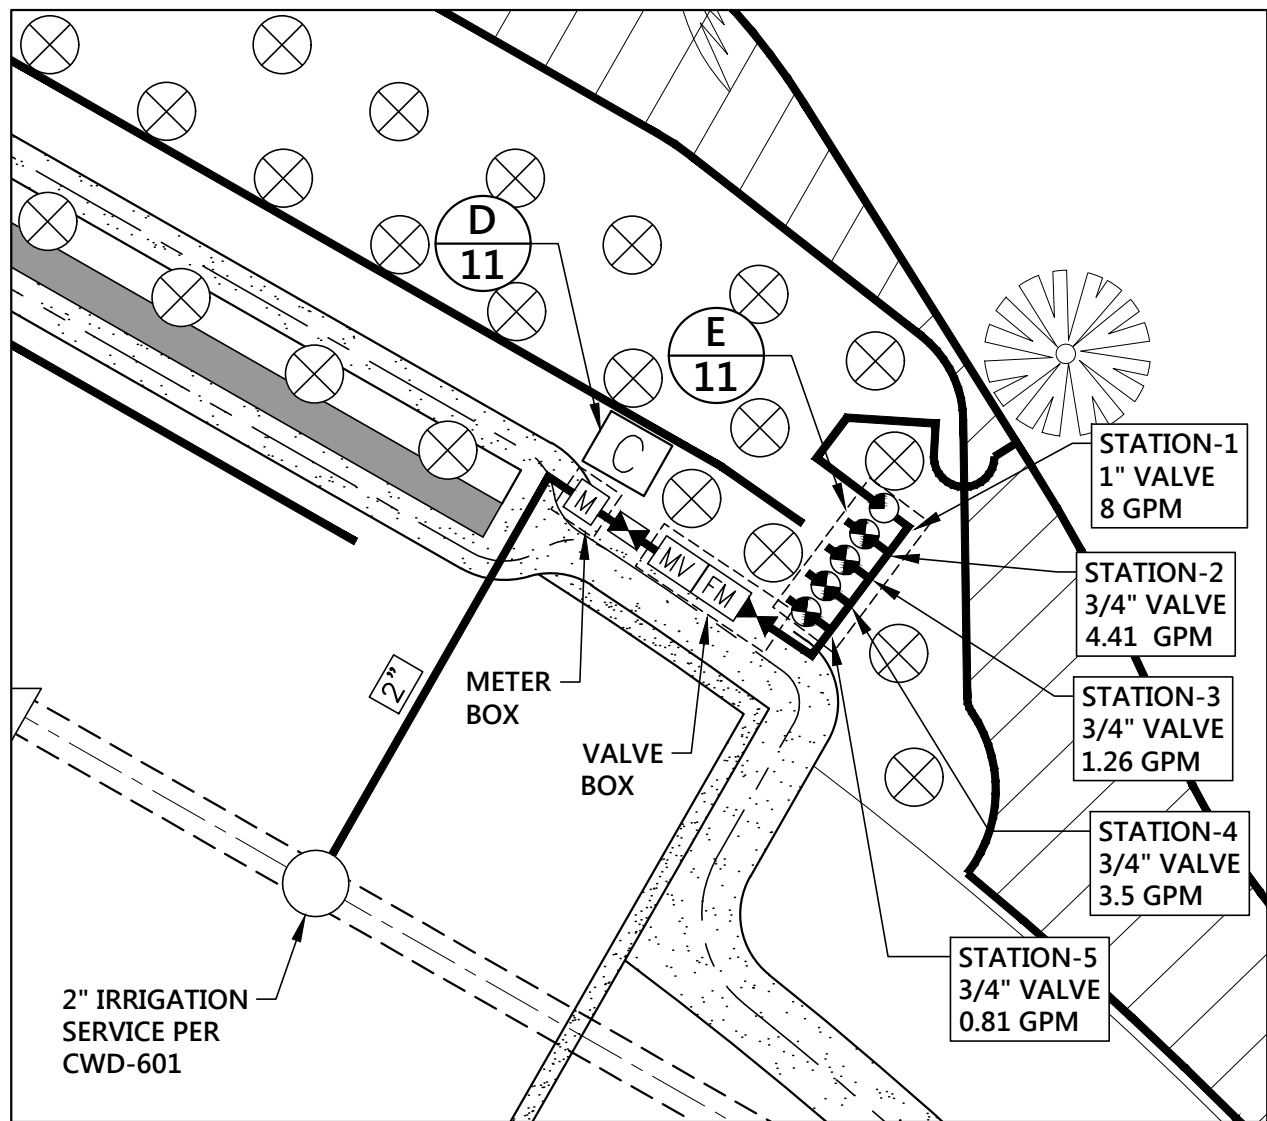 D
11
E
11
C
M
MV
FM
STATION-1
1" VALVE
8 GPM
STATION-2
3/4" VALVE
4.41 GPM
STATION-3
3/4" VALVE
1.26 GPM
STATION-4
3/4" VALVE
3.5 GPM
STATION-5
3/4" VALVE
0.81 GPM
METER
BOX
VALVE
BOX
2"
2" IRRIGATION
SERVICE PER
CWD-601